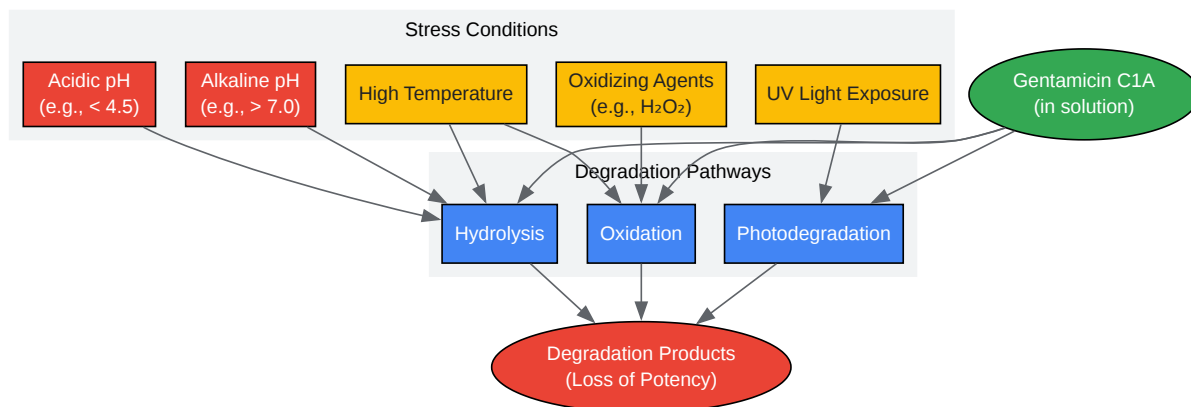 Stress Conditions
Acidic pH
(e.g., < 4.5)
Alkaline pH
(e.g., > 7.0)
High Temperature
Oxidizing Agents
(e.g., H₂O₂)
UV Light Exposure
Gentamicin C1A
(in solution)
Degradation Pathways
Hydrolysis
Oxidation
Photodegradation
Degradation Products
(Loss of Potency)